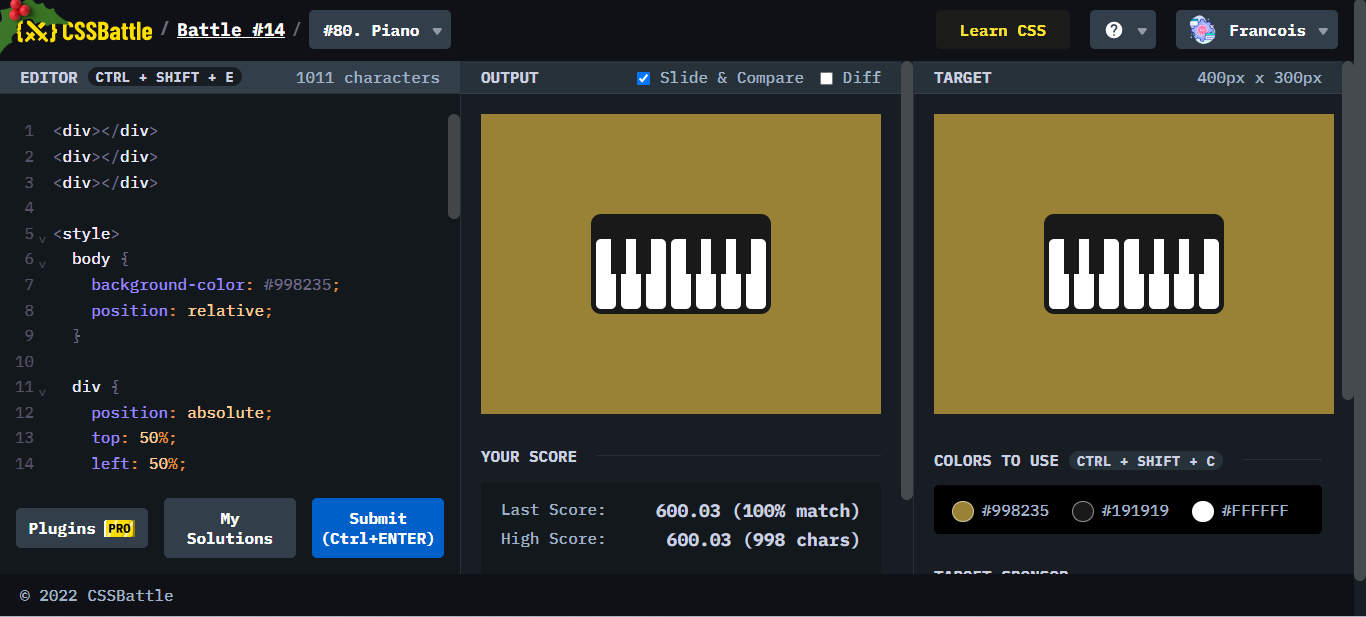 CSSBattle / Battle #14 / #80. Piano Learn CSS ? Francois
EDITOR CTRL + SHIFT + E 1011 characters
OUTPUT Slide & Compare Diff
TARGET 400px x 300px
1 <div></div>
2 <div></div>
3 <div></div>
4
5 <style>
6 body {
7 background-color: #998235;
8 position: relative;
9 }
10
11 div {
12 position: absolute;
13 top: 50%;
14 left: 50%;
Plugins PRO
My
Solutions
Submit
(Ctrl+ENTER)
YOUR SCORE
Last Score: 600.03 (100% match)
High Score: 600.03 (998 chars)
COLORS TO USE CTRL + SHIFT + C
#998235 #191919 #FFFFFF
TARGET SPONSOR
© 2022 CSSBattle